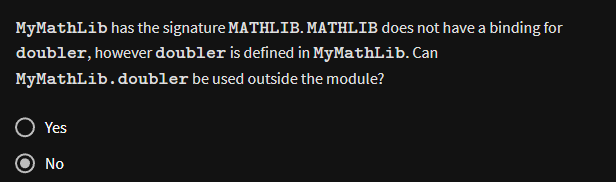 MyMathLib has the signature MATHLIB. MATHLIB does not have a binding for
doubler, however doubler is defined in MyMathLib. Can
MyMathLib.doubler be used outside the module?
Yes
No